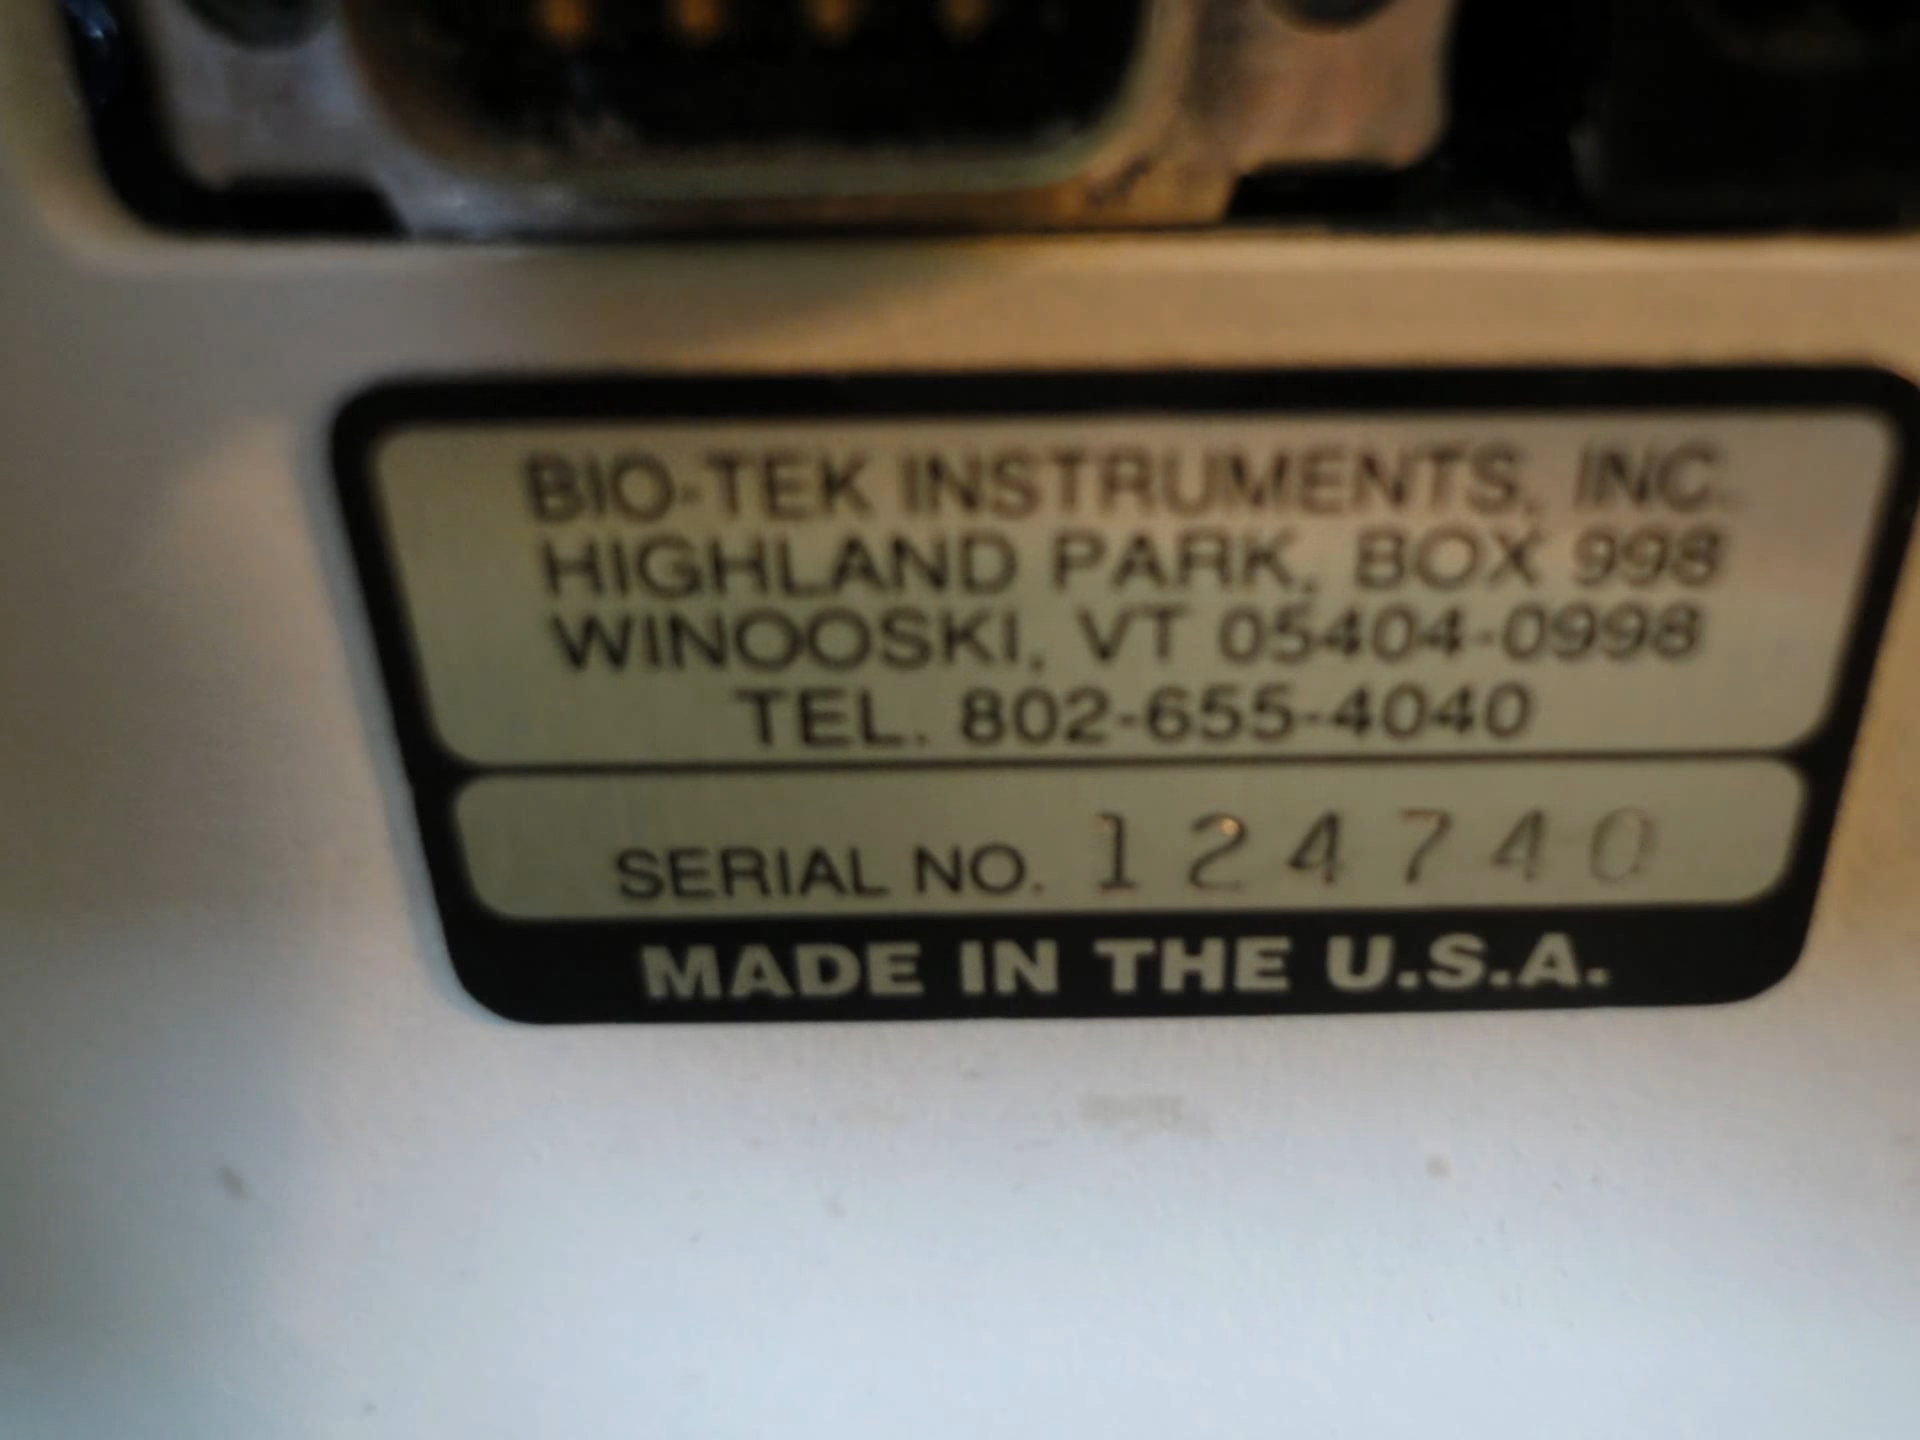 BIO-TEK INSTRUMENTS, INC.
HIGHLAND PARK, BOX 998
WINOOSKI, VT 05404-0998
TEL. 802-655-4040
SERIAL NO. 124740
MADE IN THE U.S.A.